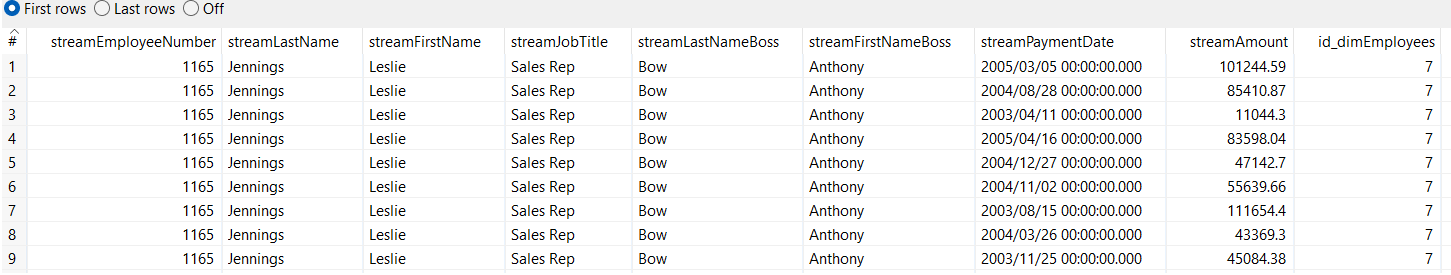 First rows Last rows Off
# streamEmployeeNumber streamLastName streamFirstName streamJobTitle streamLastNameBoss streamFirstNameBoss streamPaymentDate streamAmount id_dimEmployees
1 1165 Jennings Leslie Sales Rep Bow Anthony 2005/03/05 00:00:00.000 101244.59 7
2 1165 Jennings Leslie Sales Rep Bow Anthony 2004/08/28 00:00:00.000 85410.87 7
3 1165 Jennings Leslie Sales Rep Bow Anthony 2003/04/11 00:00:00.000 11044.3 7
4 1165 Jennings Leslie Sales Rep Bow Anthony 2005/04/16 00:00:00.000 83598.04 7
5 1165 Jennings Leslie Sales Rep Bow Anthony 2004/12/27 00:00:00.000 47142.7 7
6 1165 Jennings Leslie Sales Rep Bow Anthony 2004/11/02 00:00:00.000 55639.66 7
7 1165 Jennings Leslie Sales Rep Bow Anthony 2003/08/15 00:00:00.000 111654.4 7
8 1165 Jennings Leslie Sales Rep Bow Anthony 2004/03/26 00:00:00.000 43369.3 7
9 1165 Jennings Leslie Sales Rep Bow Anthony 2003/11/25 00:00:00.000 45084.38 7